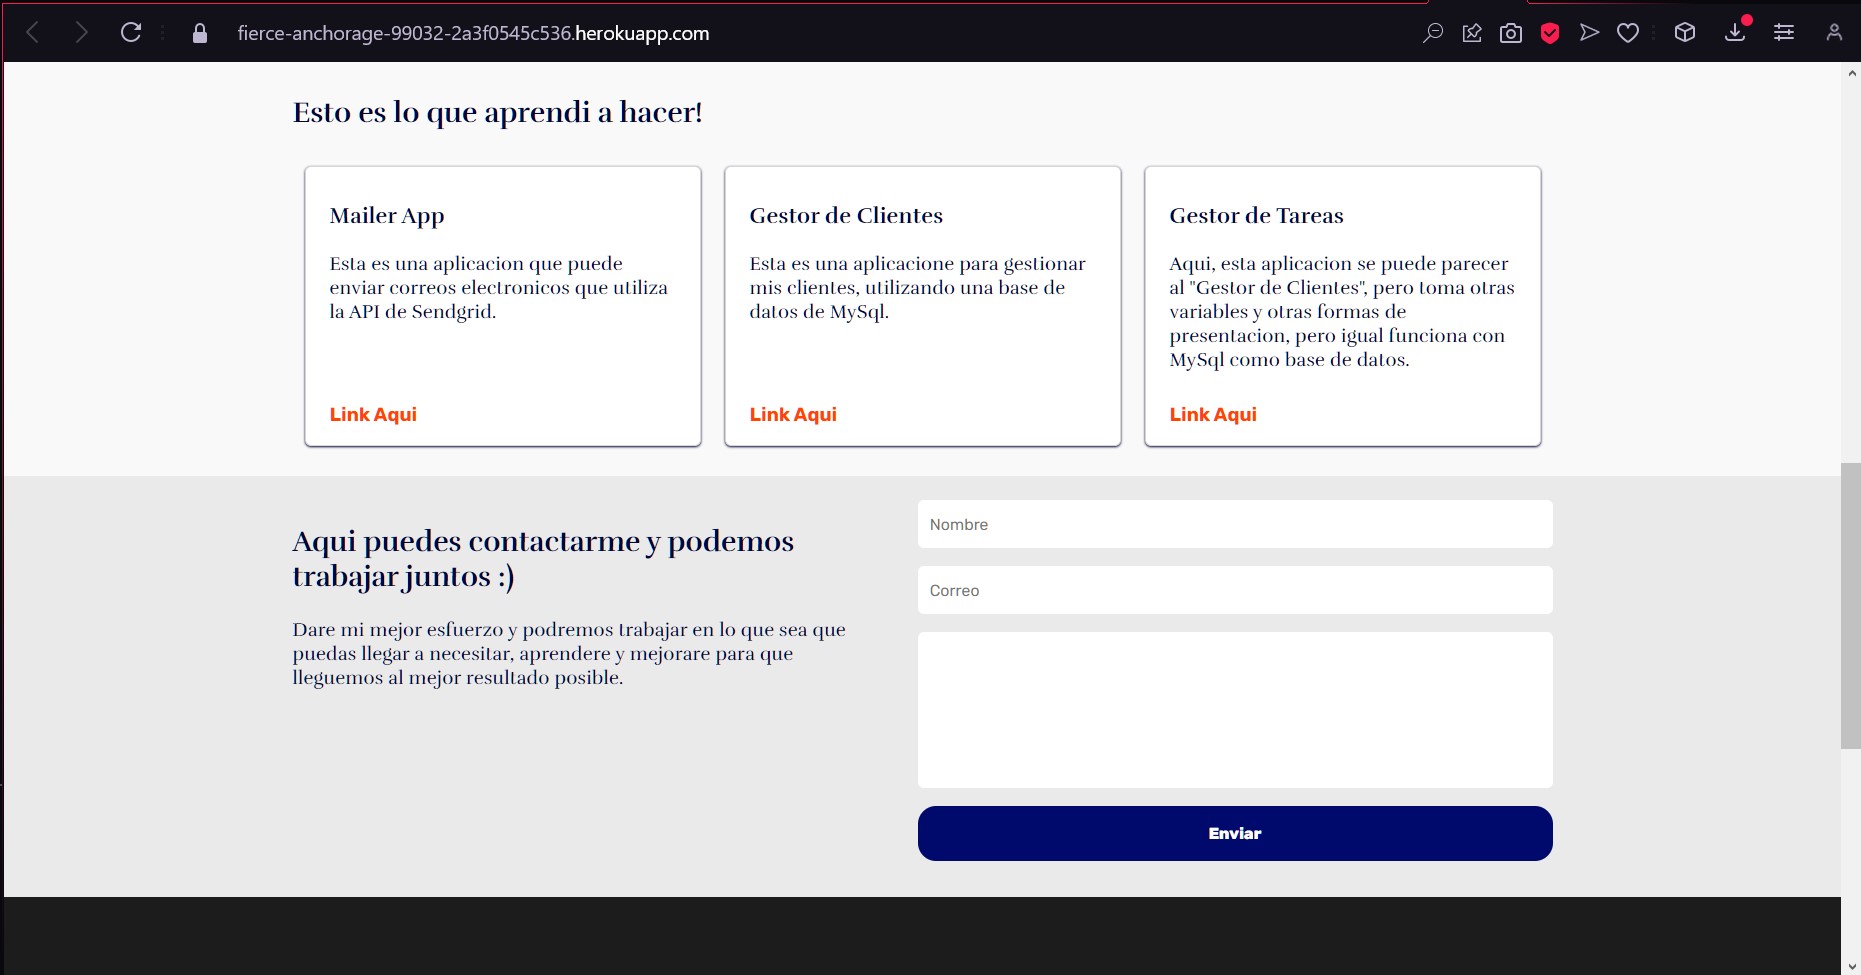 fierce-anchorage-99032-2a3f0545c536.herokuapp.com
Esto es lo que aprendi a hacer!
Mailer App
Esta es una aplicacion que puede
enviar correos electronicos que utiliza
la API de Sendgrid.
Link Aqui
Gestor de Clientes
Esta es una aplicacione para gestionar
mis clientes, utilizando una base de
datos de MySql.
Link Aqui
Gestor de Tareas
Aqui, esta aplicacion se puede parecer
al "Gestor de Clientes", pero toma otras
variables y otras formas de
presentacion, pero igual funciona con
MySql como base de datos.
Link Aqui
Aqui puedes contactarme y podemos
trabajar juntos :)
Dare mi mejor esfuerzo y podremos trabajar en lo que sea que
puedas llegar a necesitar, aprendere y mejorare para que
lleguemos al mejor resultado posible.
Nombre
Correo
Enviar